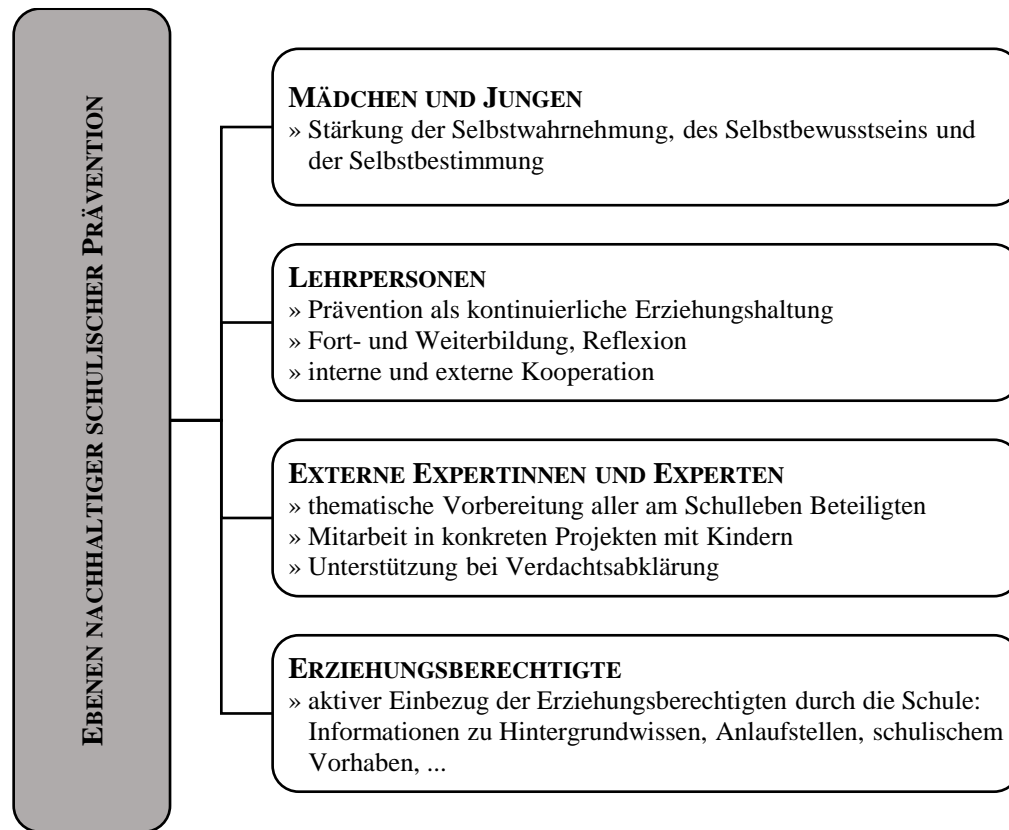 EBENEN NACHHALTIGER SCHULISCHER PRÄVENTION
MÄDCHEN UND JUNGEN
» Stärkung der Selbstwahrnehmung, des Selbstbewusstseins und
der Selbstbestimmung
LEHRPERSONEN
» Prävention als kontinuierliche Erziehungshaltung
» Fort- und Weiterbildung, Reflexion
» interne und externe Kooperation
EXTERNE EXPERTINNEN UND EXPERTEN
» thematische Vorbereitung aller am Schulleben Beteiligten
» Mitarbeit in konkreten Projekten mit Kindern
» Unterstützung bei Verdachtsabklärung
ERZIEHUNGSBERECHTIGTE
» aktiver Einbezug der Erziehungsberechtigten durch die Schule:
Informationen zu Hintergrundwissen, Anlaufstellen, schulischem
Vorhaben, ...